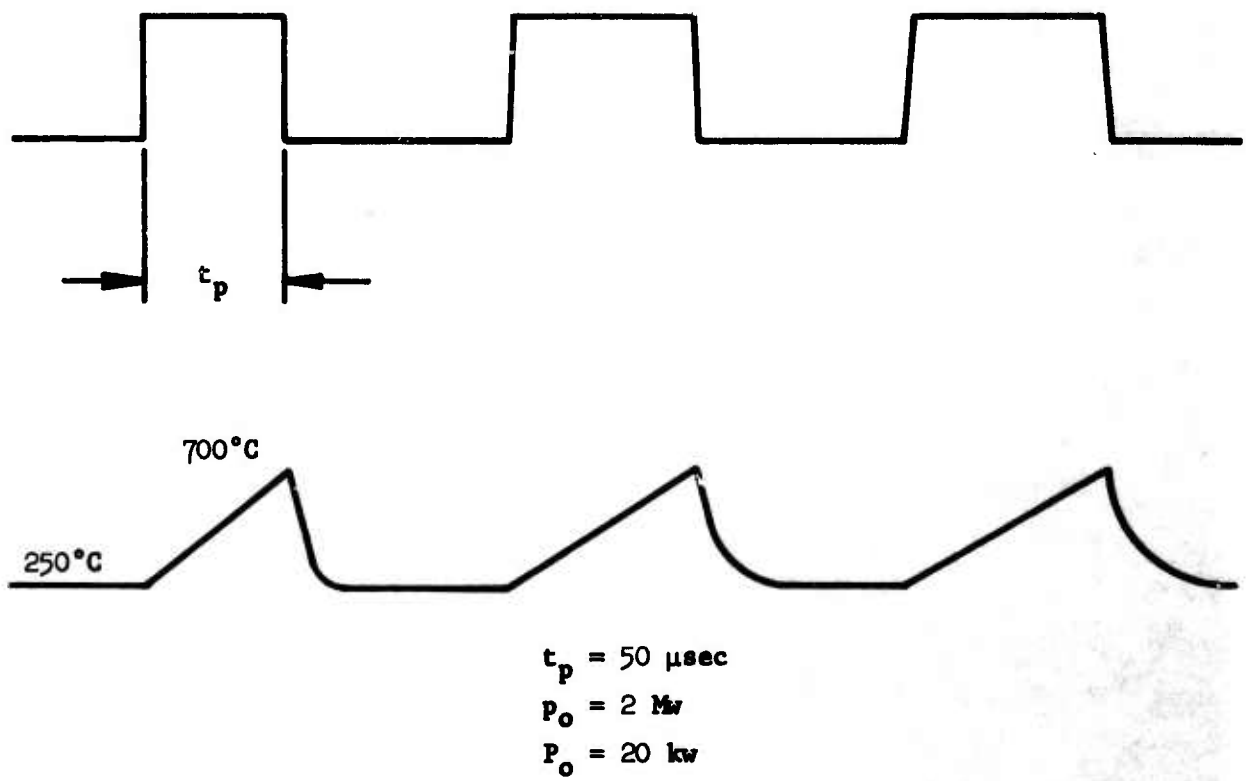 t_p
700°C
250°C
t_p = 50 μsec
p_o = 2 Mw
P_o = 20 kw